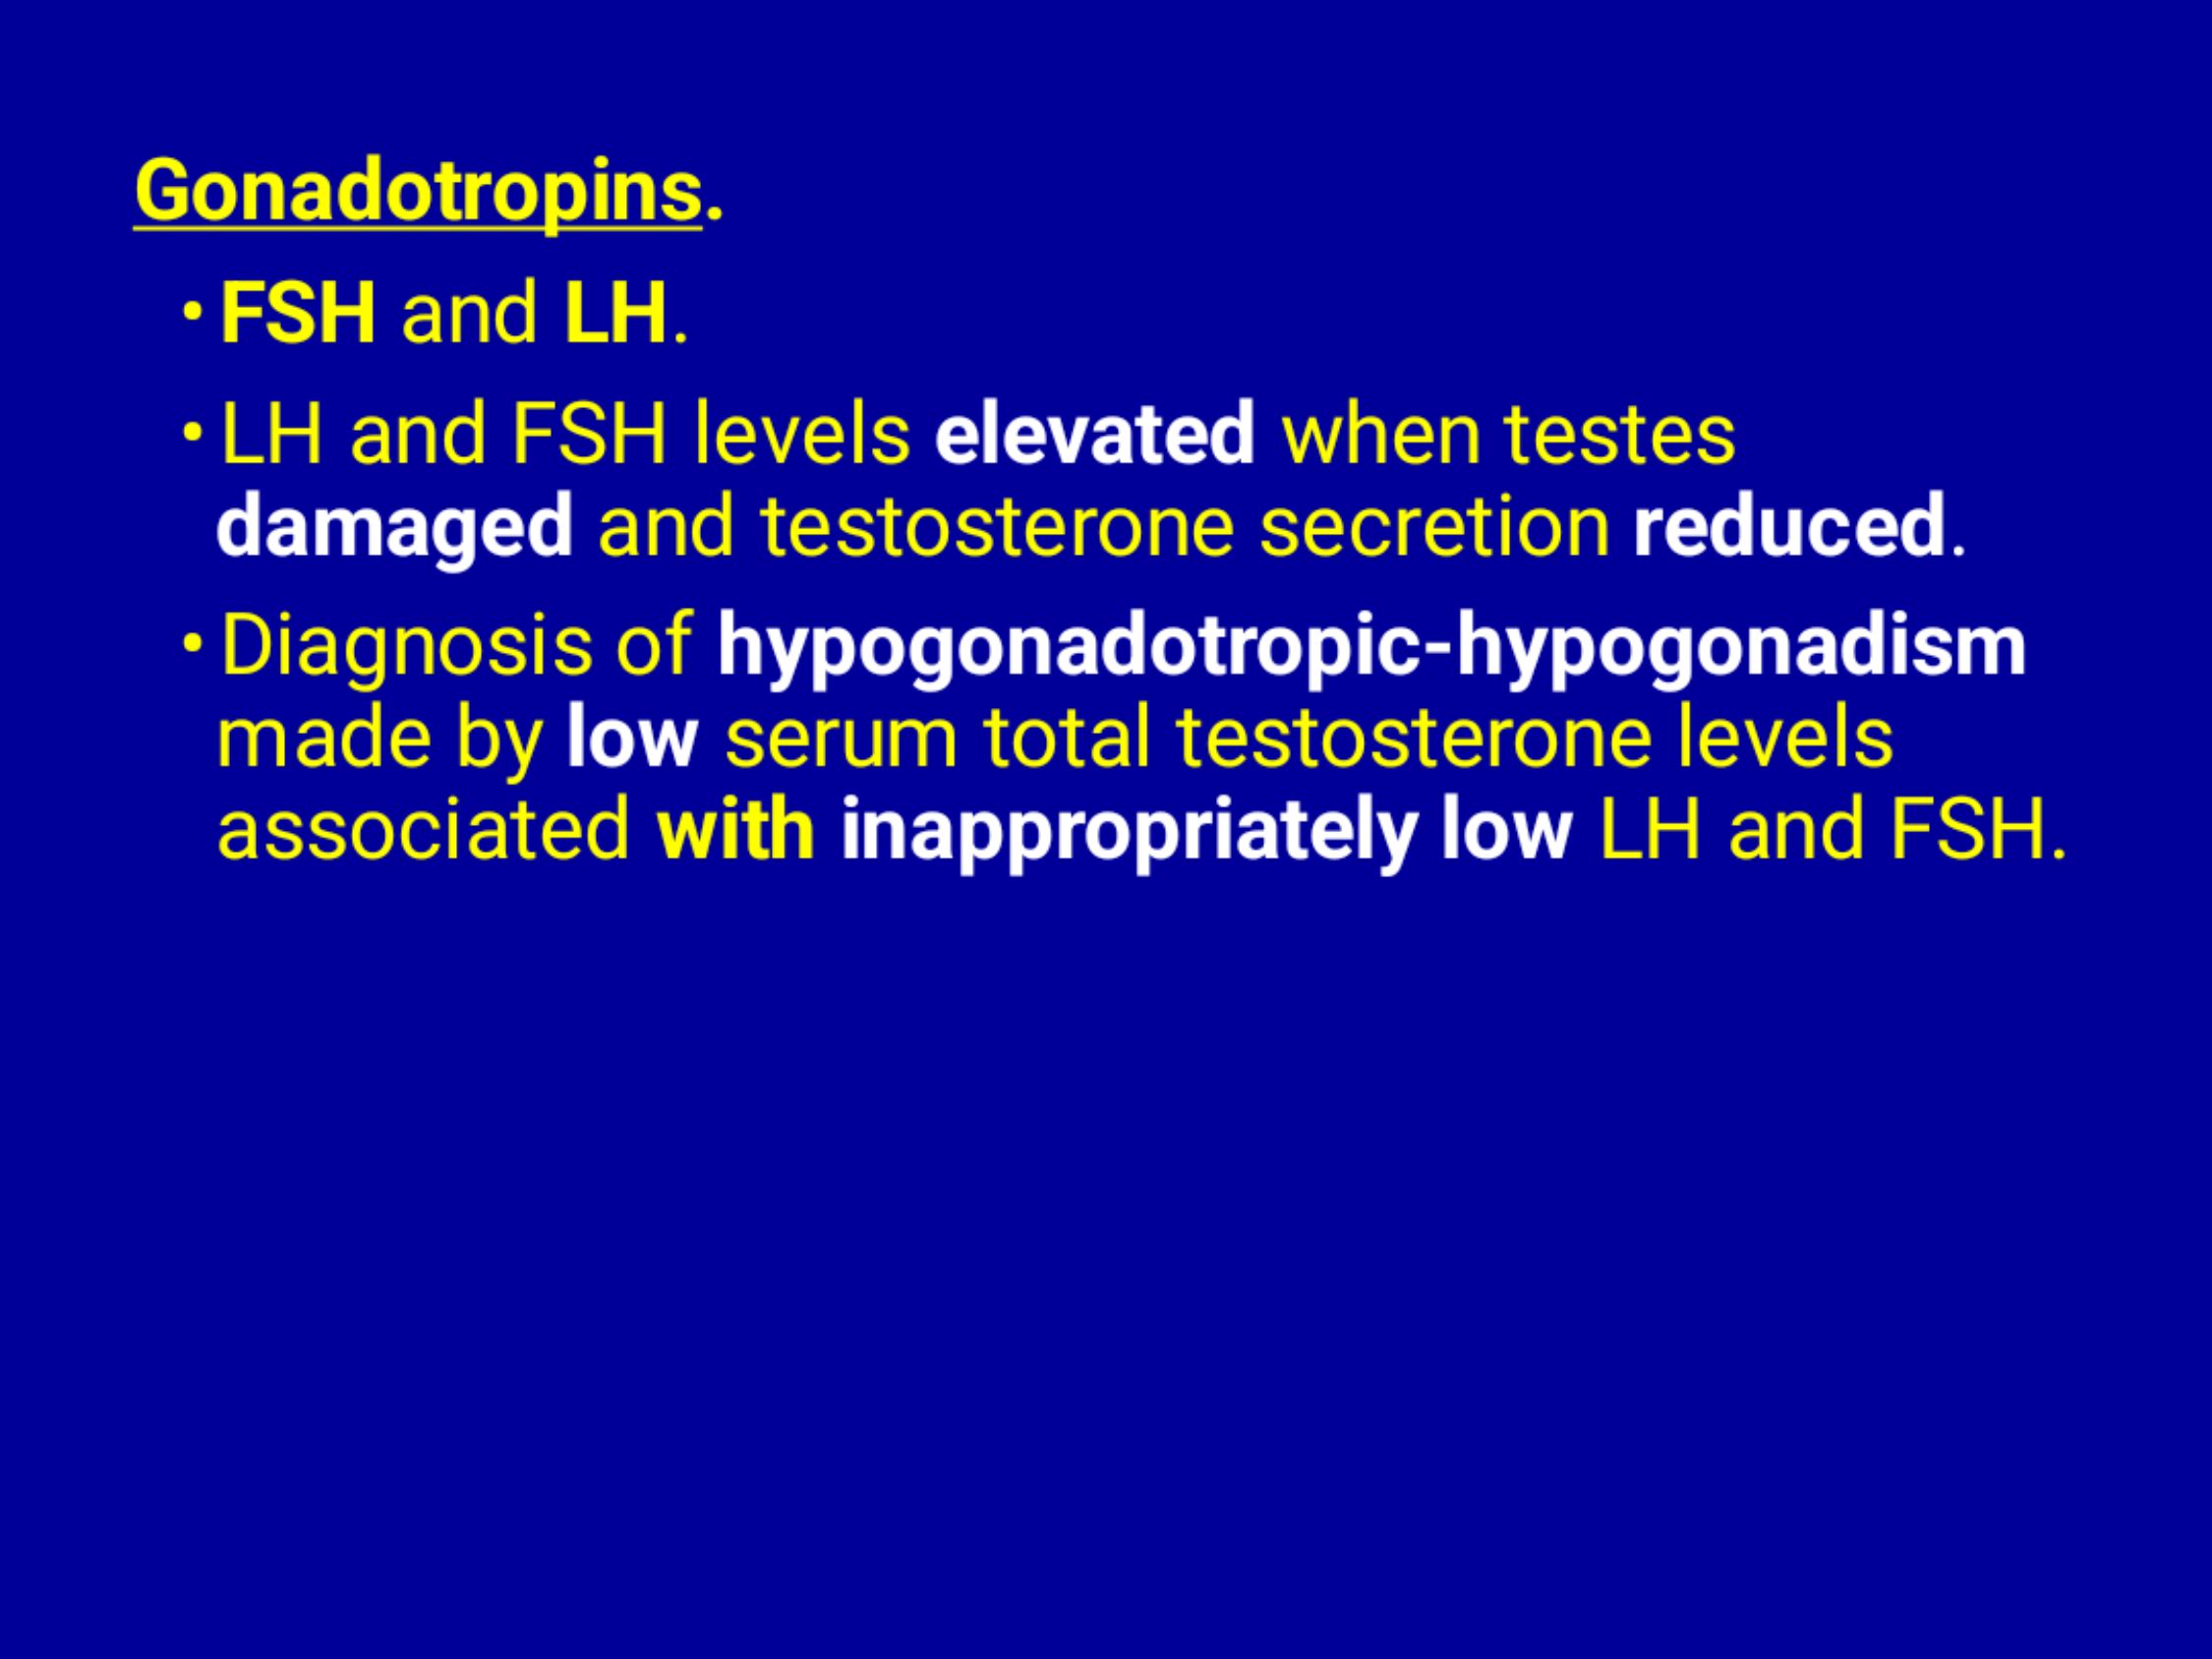 Gonadotropins.
• FSH and LH.
• LH and FSH levels elevated when testes
damaged and testosterone secretion reduced.
• Diagnosis of hypogonadotropic-hypogonadism
made by low serum total testosterone levels
associated with inappropriately low LH and FSH.